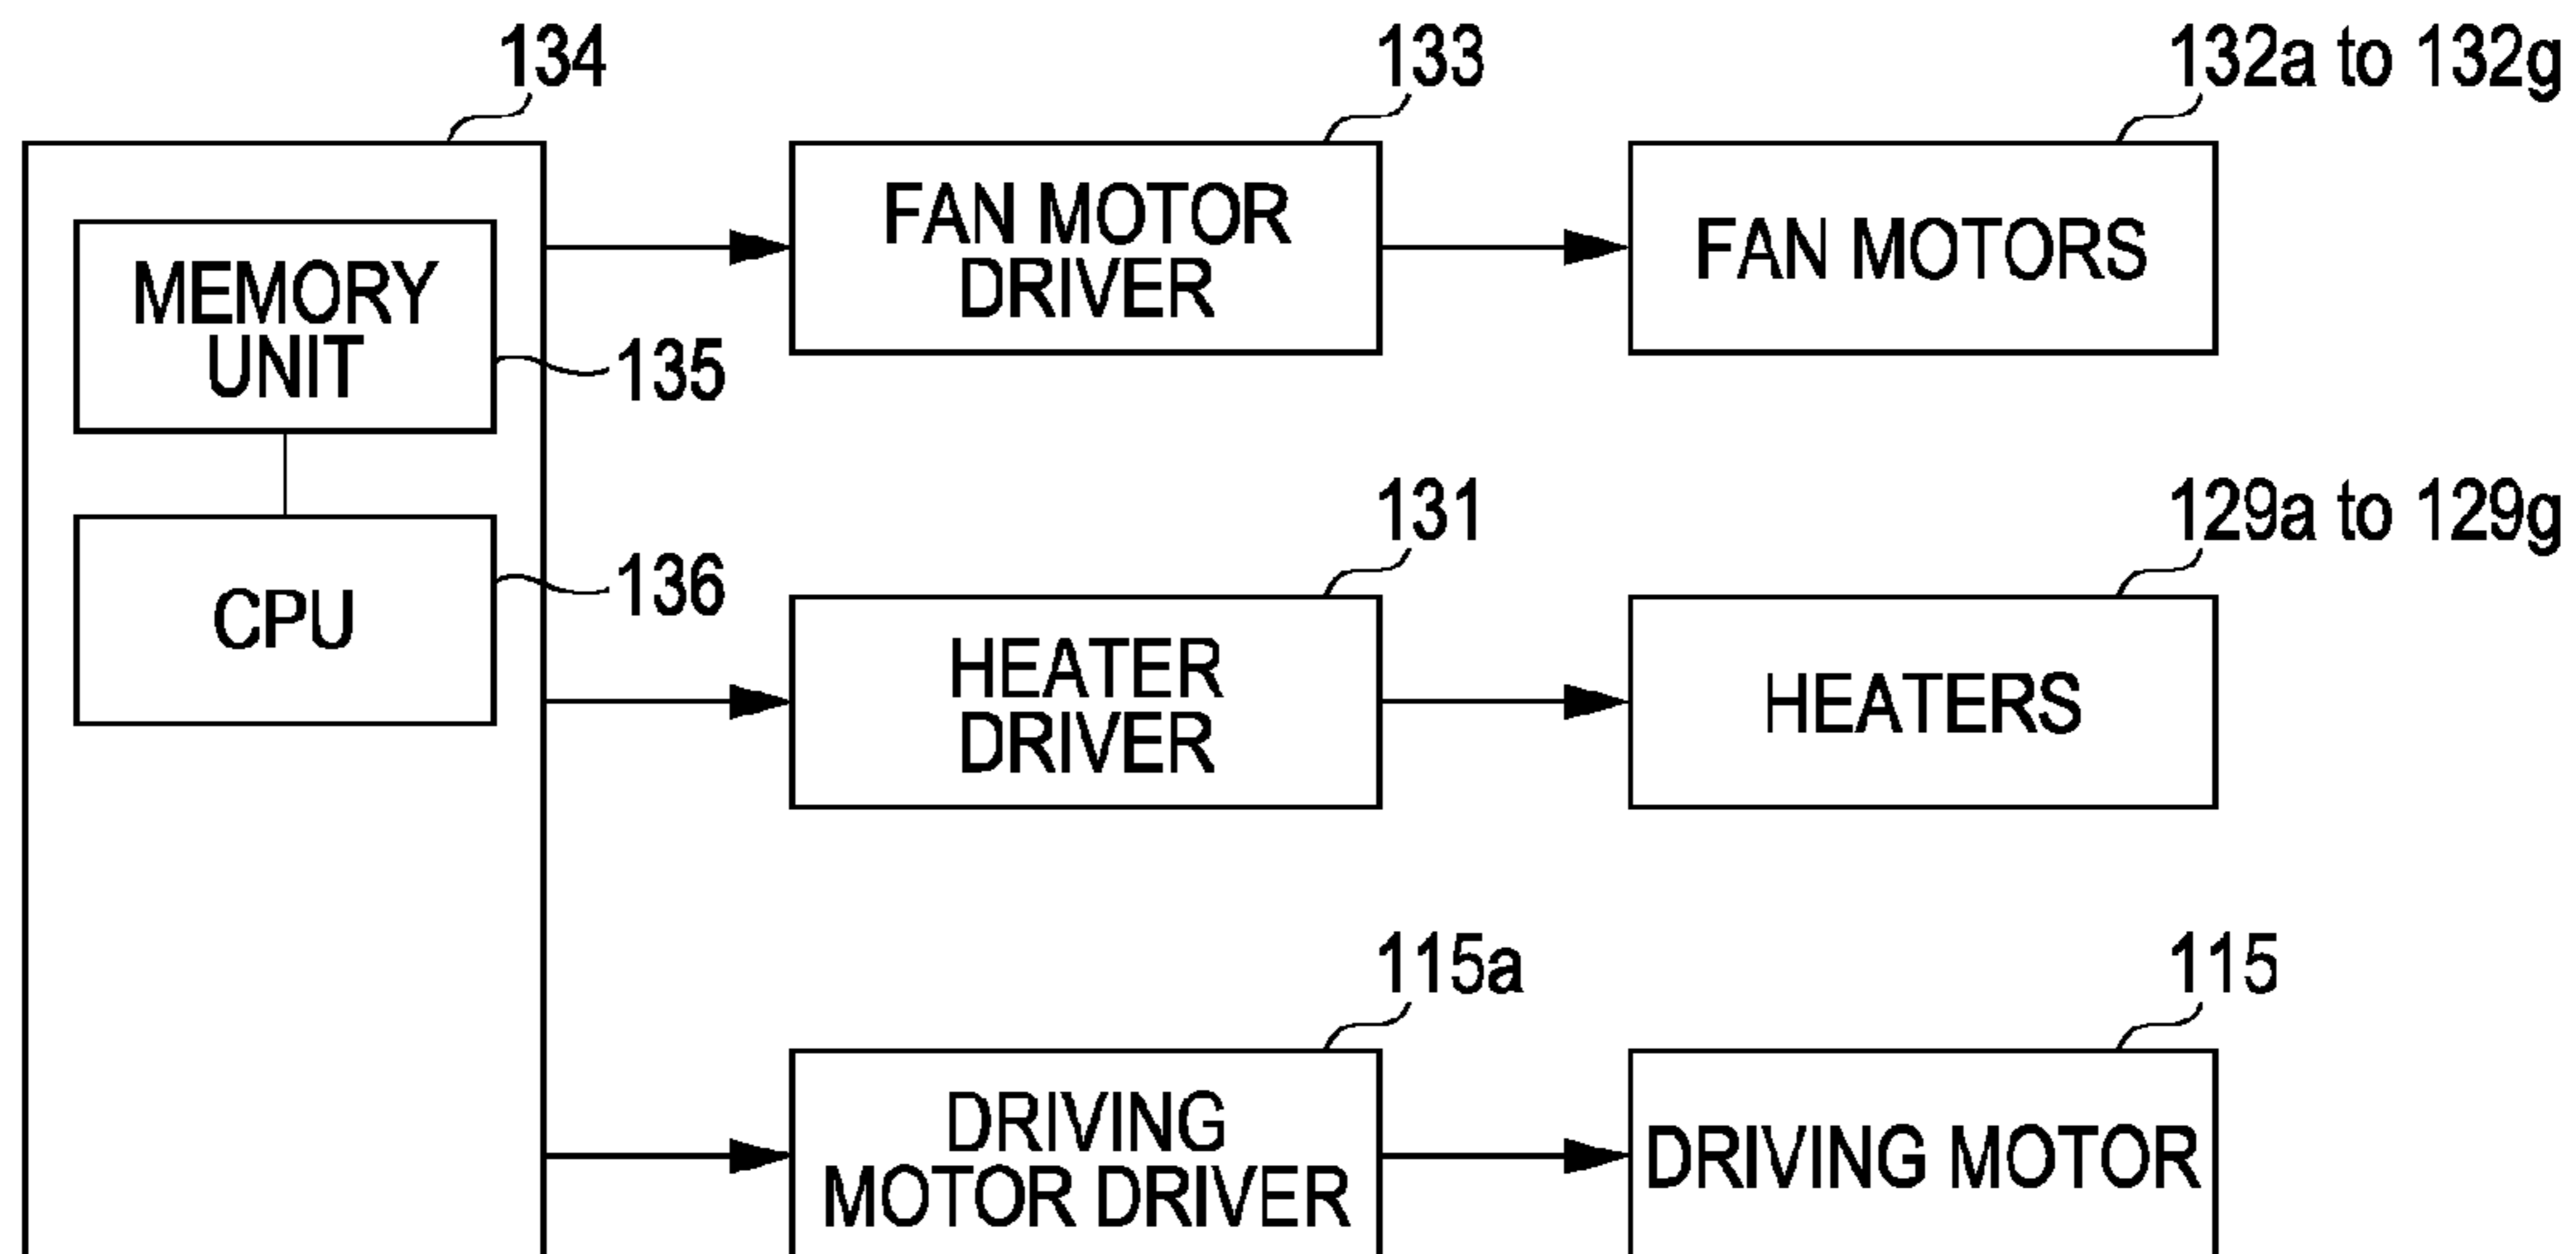 134
133
132a to 132g
MEMORY
UNIT
135
FAN MOTOR
DRIVER
FAN MOTORS
CPU
136
131
129a to 129g
HEATER
DRIVER
HEATERS
115a
115
DRIVING
MOTOR DRIVER
DRIVING MOTOR